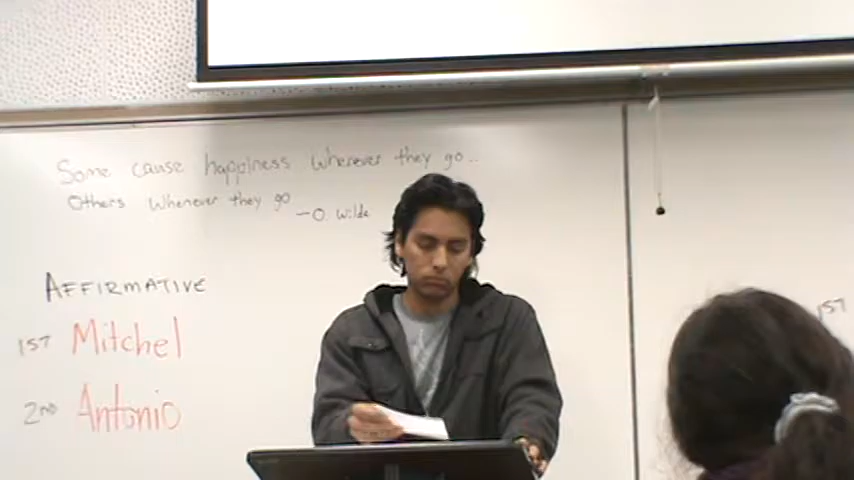 Some cause happiness wherever they go..
Others whenever they go
—O. Wilde
AFFIRMATIVE
1ST Mitchel
2ND Antonio
1ST